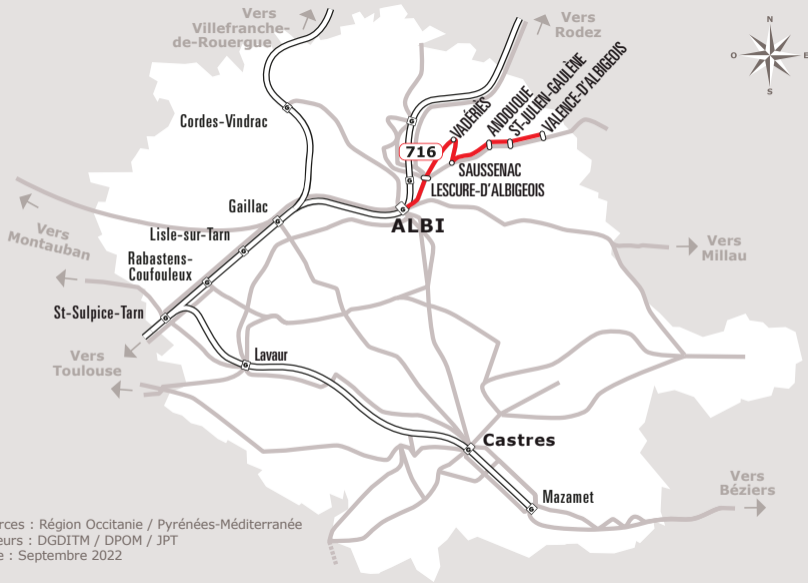 Vers
Villefranche-
de-Rouergue
Vers
Rodez
N
O
E
S
Cordes-Vindrac
VADÉRIÈS
ANDOUQUE
ST-JULIEN-GAULÈNE
VALENCE-D'ALBIGEOIS
716
SAUSSENAC
LESCURE-D'ALBIGEOIS
Gaillac
ALBI
Vers
Montauban
Lisle-sur-Tarn
Rabastens-
Coufouleux
Vers
Millau
St-Sulpice-Tarn
Vers
Toulouse
Lavaur
Castres
Mazamet
Vers
Béziers
rces : Région Occitanie / Pyrénées-Méditerranée
eurs : DGDITM / DPOM / JPT
e : Septembre 2022